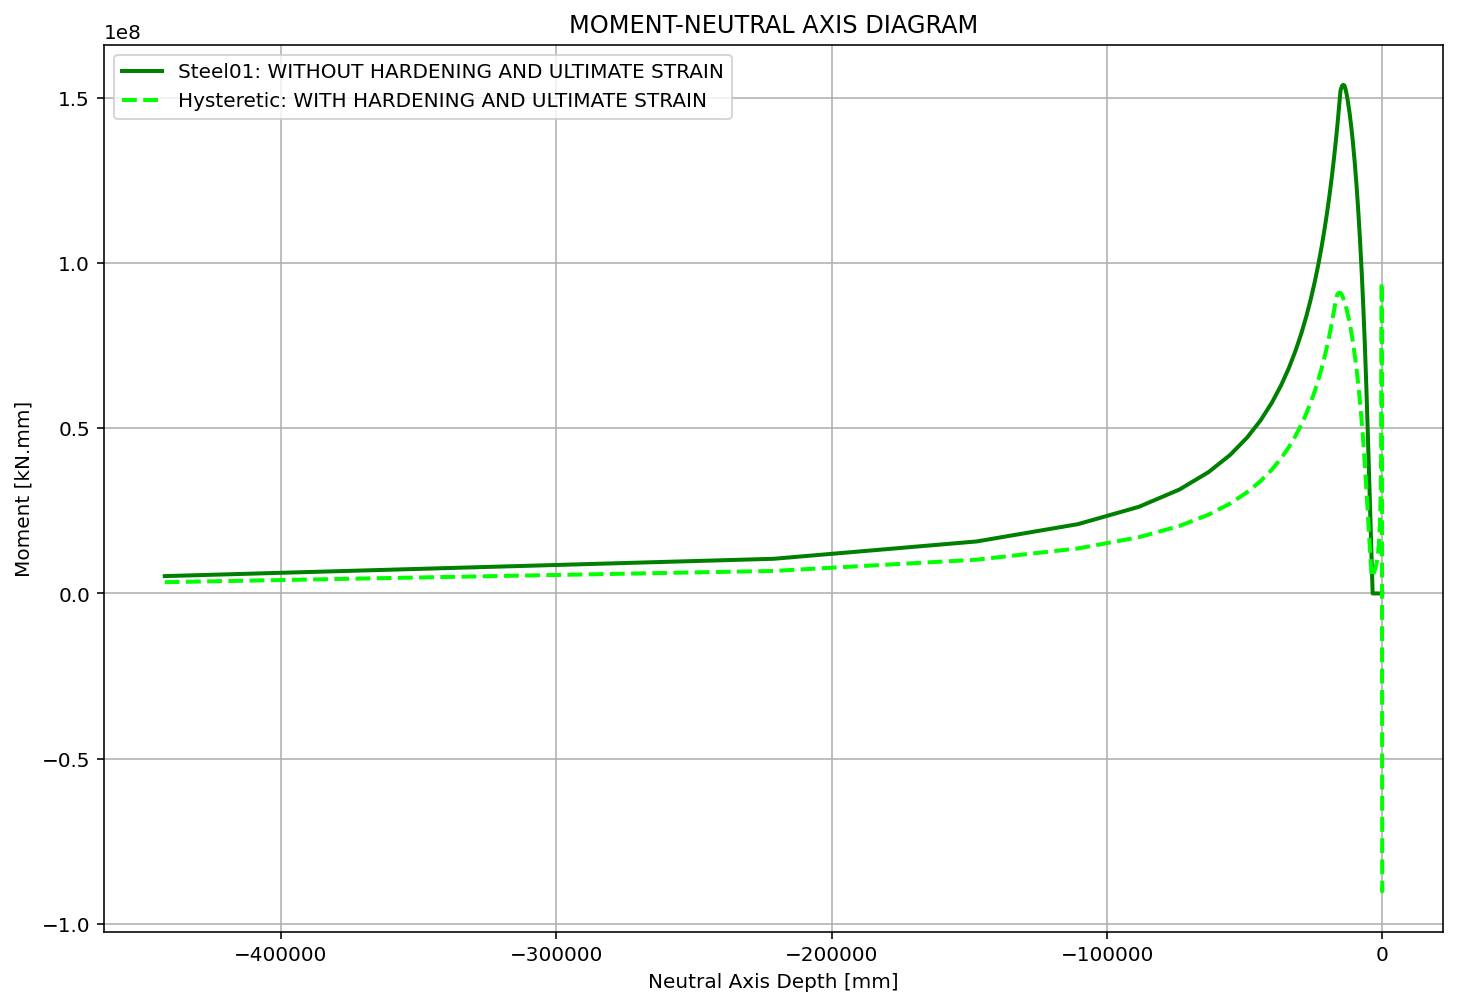 MOMENT-NEUTRAL AXIS DIAGRAM
1e8
Steel01: WITHOUT HARDENING AND ULTIMATE STRAIN
Hysteretic: WITH HARDENING AND ULTIMATE STRAIN
1.5
1.0
0.5
0.0
−0.5
−1.0
Moment [kN.mm]
−400000 −300000 −200000 −100000 0
Neutral Axis Depth [mm]